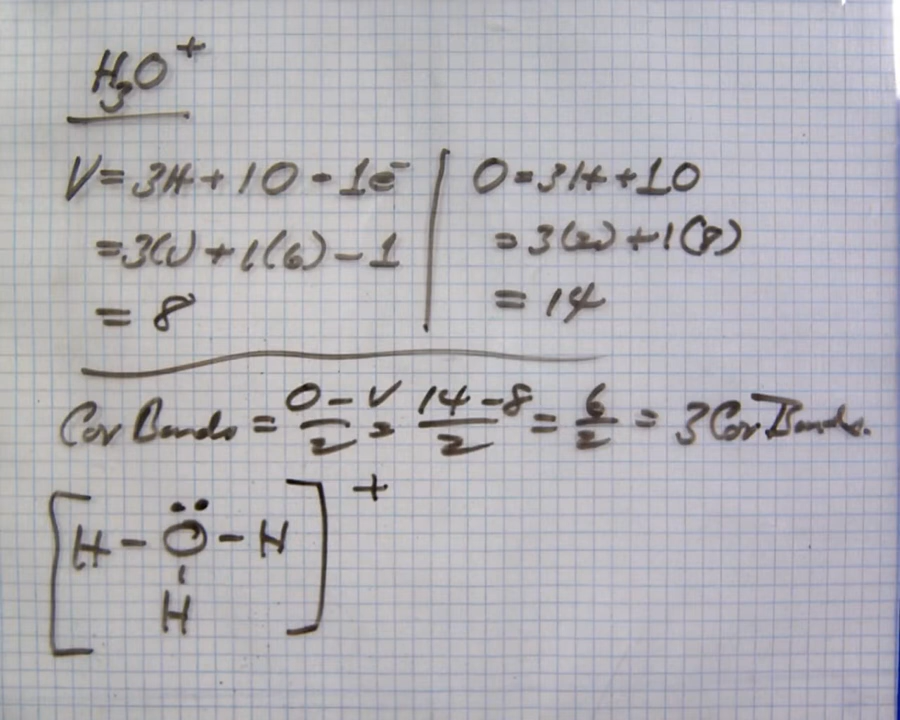 H₃O⁺
V = 3H + 1O - 1e⁻ | O = 3H + 1O
= 3(1) + 1(6) - 1 | = 3(2) + 1(8)
= 8 | = 14
Cov Bonds = (O - V)/2 = (14 - 8)/2 = 6/2 = 3 Cov Bonds.
[H - Ö - H]⁺
|
H